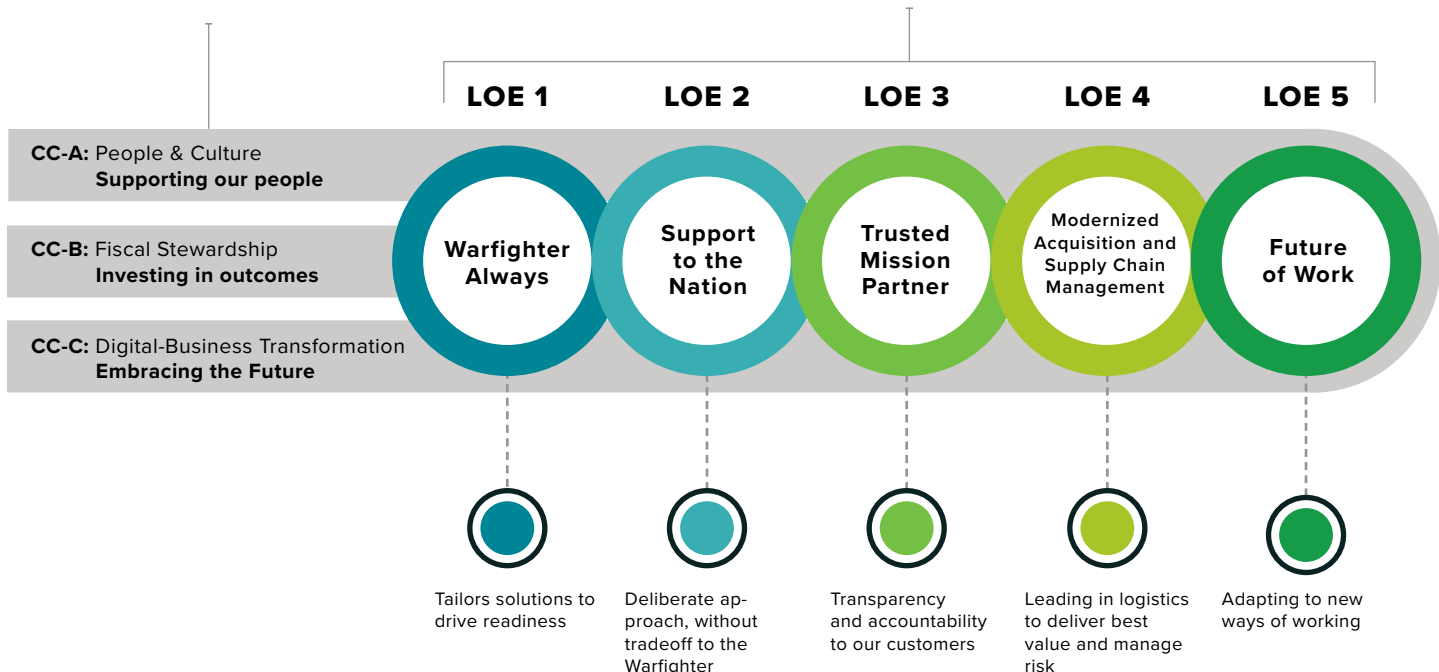 LOE 1
LOE 2
LOE 3
LOE 4
LOE 5
CC-A: People & Culture
Supporting our people
CC-B: Fiscal Stewardship
Investing in outcomes
CC-C: Digital-Business Transformation
Embracing the Future
Warfighter
Always
Support
to the
Nation
Trusted
Mission
Partner
Modernized
Acquisition and
Supply Chain
Management
Future
of Work
Tailors solutions to
drive readiness
Deliberate ap-
proach, without
tradeoff to the
Warfighter
Transparency
and accountability
to our customers
Leading in logistics
to deliver best
value and manage
risk
Adapting to new
ways of working